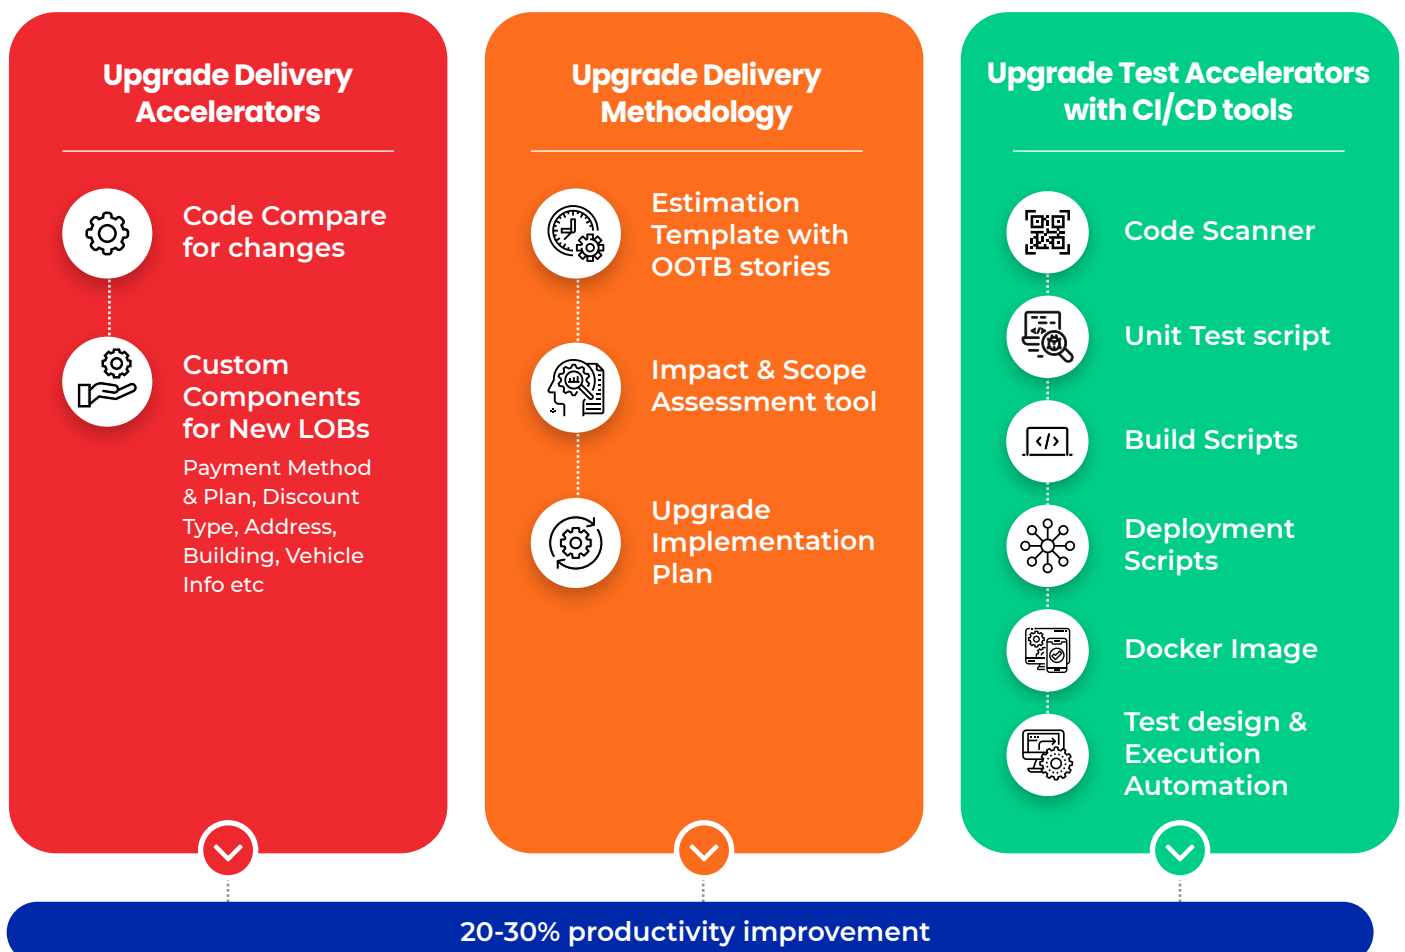 Upgrade Delivery
Accelerators
Code Compare
for changes
Custom
Components
for New LOBs
Payment Method
& Plan, Discount
Type, Address,
Building, Vehicle
Info etc
Upgrade Delivery
Methodology
Estimation
Template with
OOTB stories
Impact & Scope
Assessment tool
Upgrade
Implementation
Plan
Upgrade Test Accelerators
with CI/CD tools
Code Scanner
Unit Test script
Build Scripts
Deployment
Scripts
Docker Image
Test design &
Execution
Automation
20-30% productivity improvement